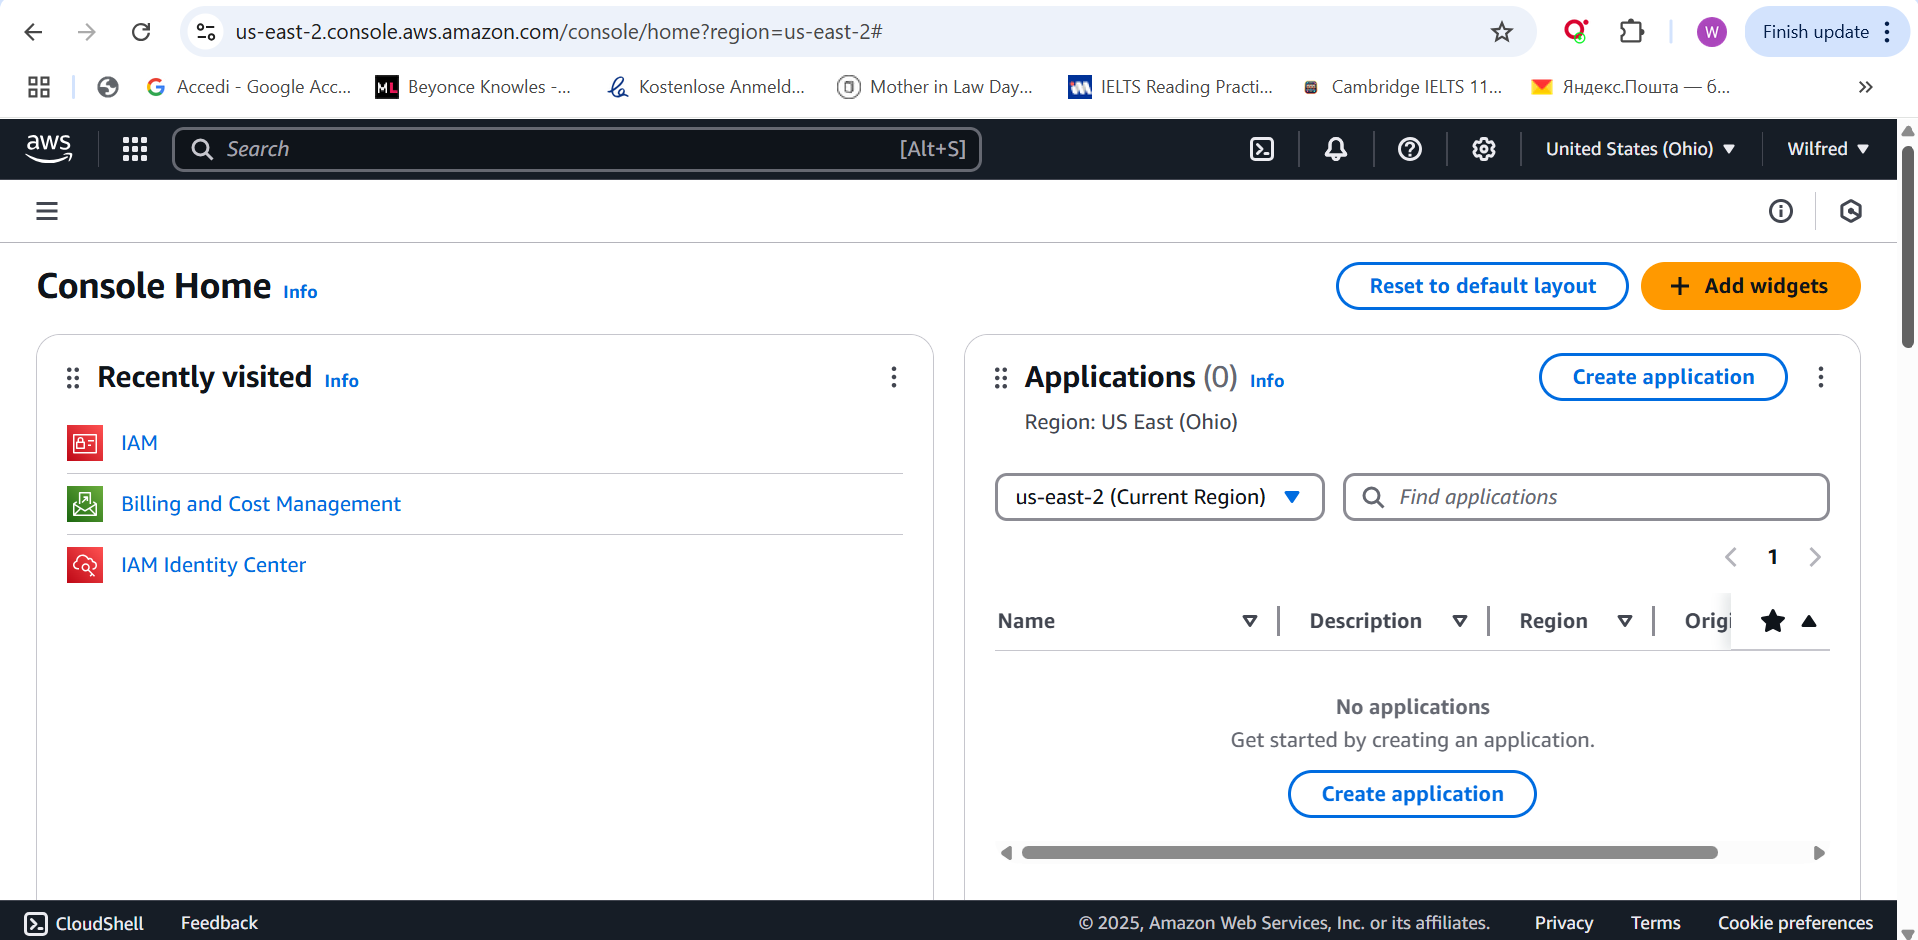 us-east-2.console.aws.amazon.com/console/home?region=us-east-2#
W
Finish update
Accedi - Google Acc...
ML
Beyonce Knowles -...
Kostenlose Anmeld...
Mother in Law Day...
IELTS Reading Practi...
Cambridge IELTS 11...
Яндекс.Почта — б...
aws
Search
[Alt+S]
United States (Ohio)
Wilfred
Console Home Info
Reset to default layout
+ Add widgets
Recently visited Info
IAM
Billing and Cost Management
IAM Identity Center
Applications (0) Info
Create application
Region: US East (Ohio)
us-east-2 (Current Region)
Find applications
1
Name
Description
Region
Origi
No applications
Get started by creating an application.
Create application
CloudShell
Feedback
© 2025, Amazon Web Services, Inc. or its affiliates.
Privacy
Terms
Cookie preferences